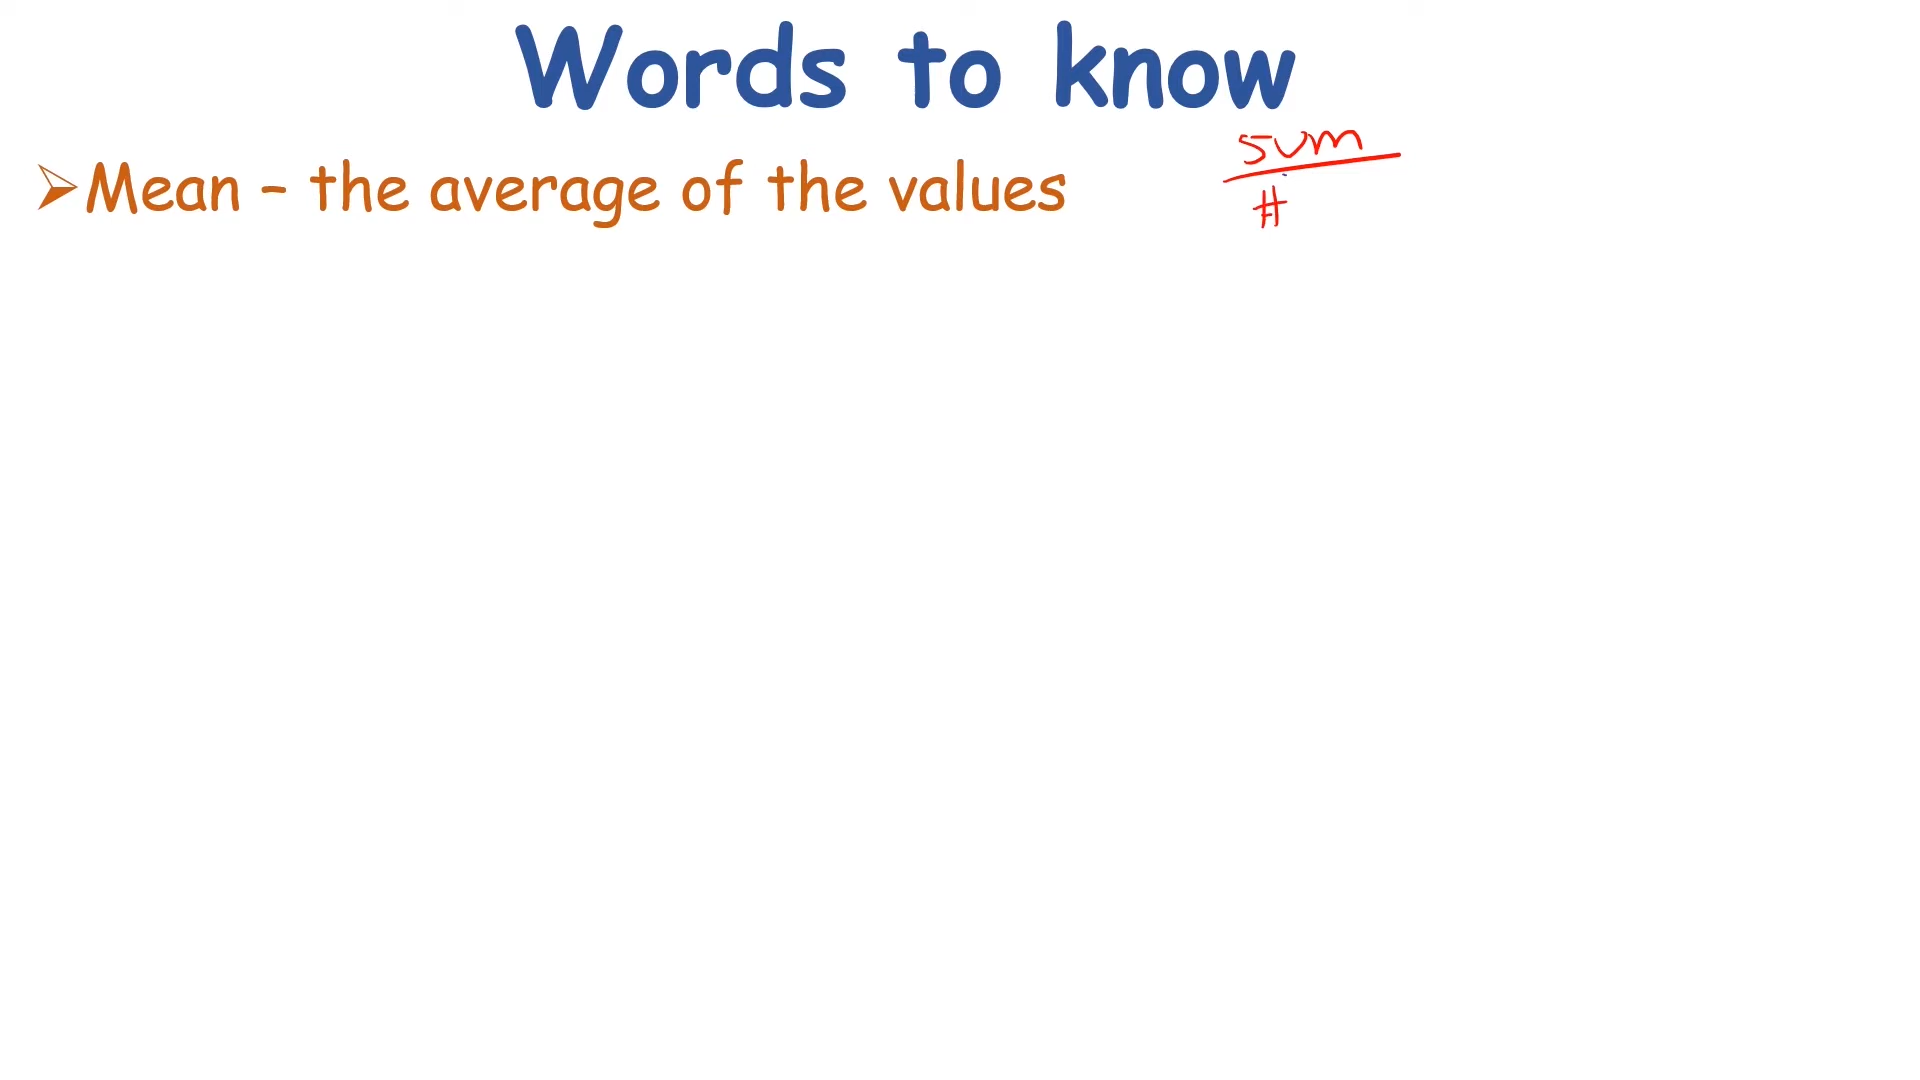 Words to know
Mean – the average of the values
sum
#